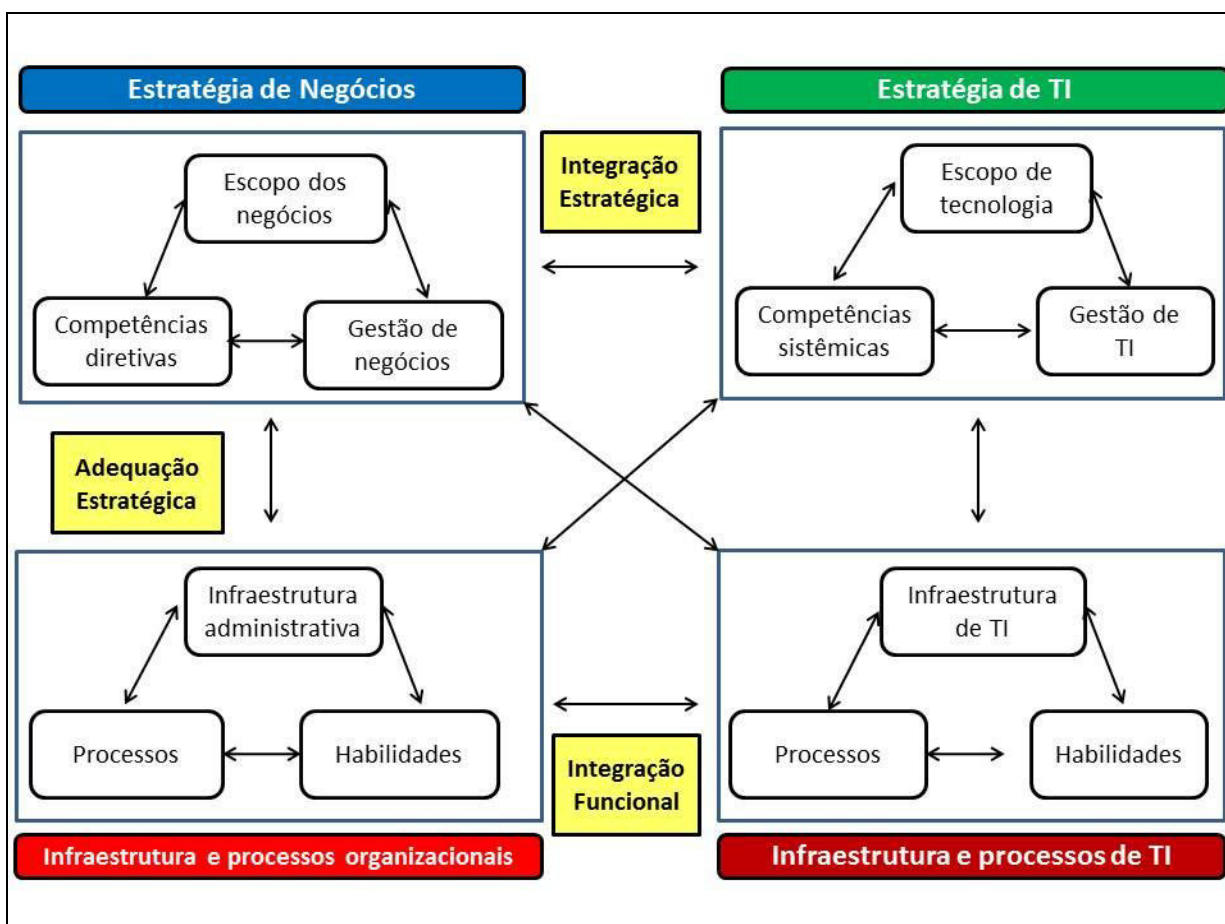 Estratégia de Negócios
Estratégia de TI
Escopo dos
negócios
Competências
diretivas
Gestão de
negócios
Integração
Estratégica
Escopo de
tecnologia
Competências
sistêmicas
Gestão de
TI
Adequação
Estratégica
Infraestrutura
administrativa
Processos
Habilidades
Integração
Funcional
Infraestrutura
de TI
Processos
Habilidades
Infraestrutura e processos organizacionais
Infraestrutura e processos de TI